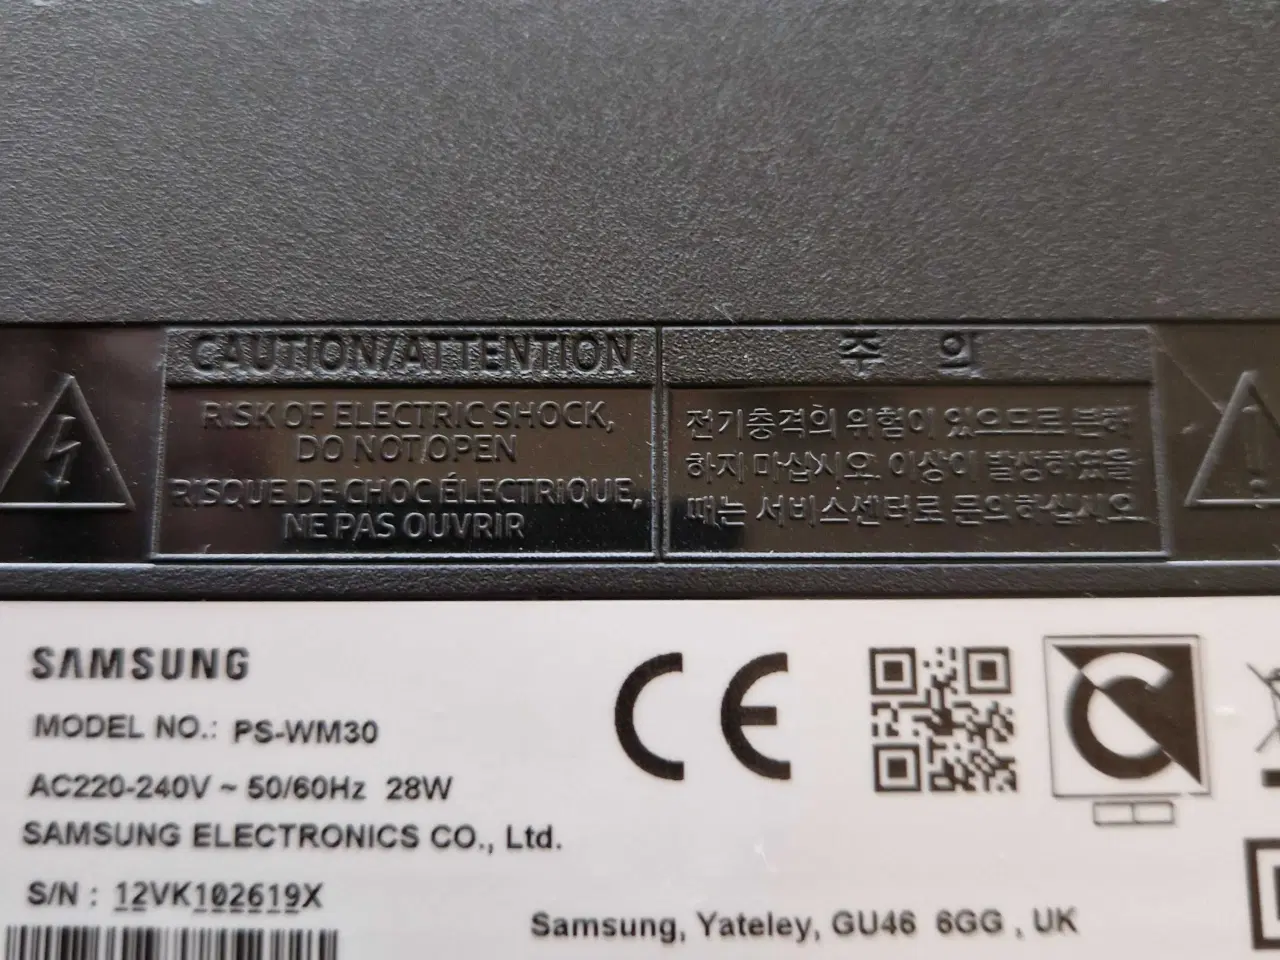 CAUTION/ATTENTION
RISK OF ELECTRIC SHOCK,
DO NOT OPEN
RISQUE DE CHOC ÉLECTRIQUE,
NE PAS OUVRIR
주 의
전기충격의 위험이 있으므로 분해
하지 마십시오. 이상이 발생하였을
때는 서비스센터로 문의하십시오.
SAMSUNG
MODEL NO.: PS-WM30
AC220-240V ~ 50/60Hz 28W
SAMSUNG ELECTRONICS CO., Ltd.
S/N : 12VK102619X
CE
C
Samsung, Yateley, GU46 6GG , UK